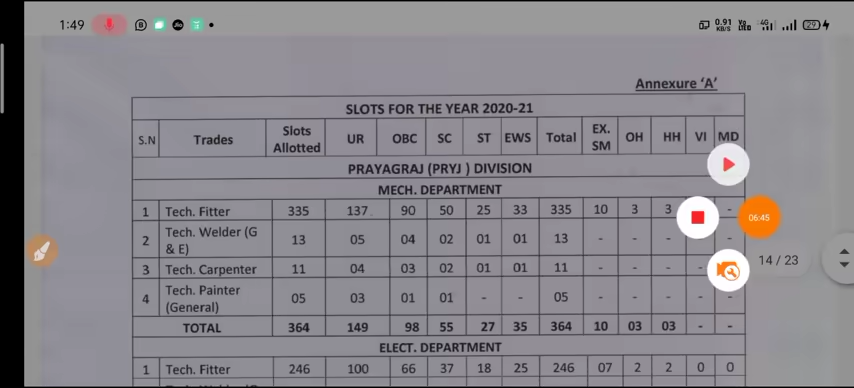 1:49 0.91 KB/S Vo LTE 4G 29
Annexure 'A'
SLOTS FOR THE YEAR 2020-21
S.N Trades Slots Allotted UR OBC SC ST EWS Total EX. SM OH HH VI MD
PRAYAGRAJ (PRYJ ) DIVISION
MECH. DEPARTMENT
1 Tech. Fitter 335 137 90 50 25 33 335 10 3 3 -
06:45
2 Tech. Welder (G & E) 13 05 04 02 01 01 13 - - - -
14 / 23
3 Tech. Carpenter 11 04 03 02 01 01 11 - - - -
4 Tech. Painter (General) 05 03 01 01 - - 05 - - - - -
TOTAL 364 149 98 55 27 35 364 10 03 03 - -
ELECT. DEPARTMENT
1 Tech. Fitter 246 100 66 37 18 25 246 07 2 2 0 0